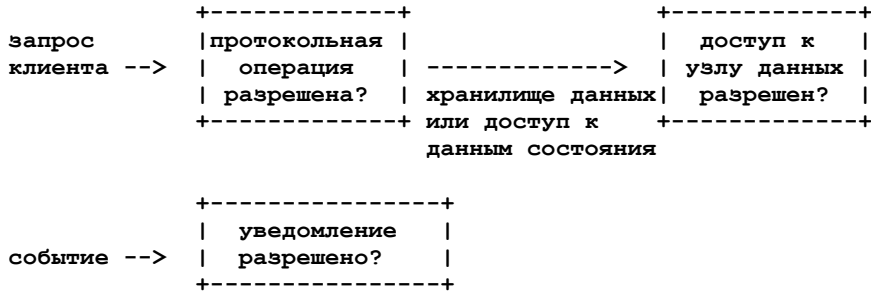 +-------------+                 +-------------+
запрос      |протокольная |                 |  доступ к   |
клиента --> |  операция   | -------------> | узлу данных |
| разрешена?  | хранилище данных|  разрешен?  |
+-------------+ или доступ к    +-------------+
данным состояния
+----------------+
|  уведомление   |
событие --> |  разрешено?    |
+----------------+